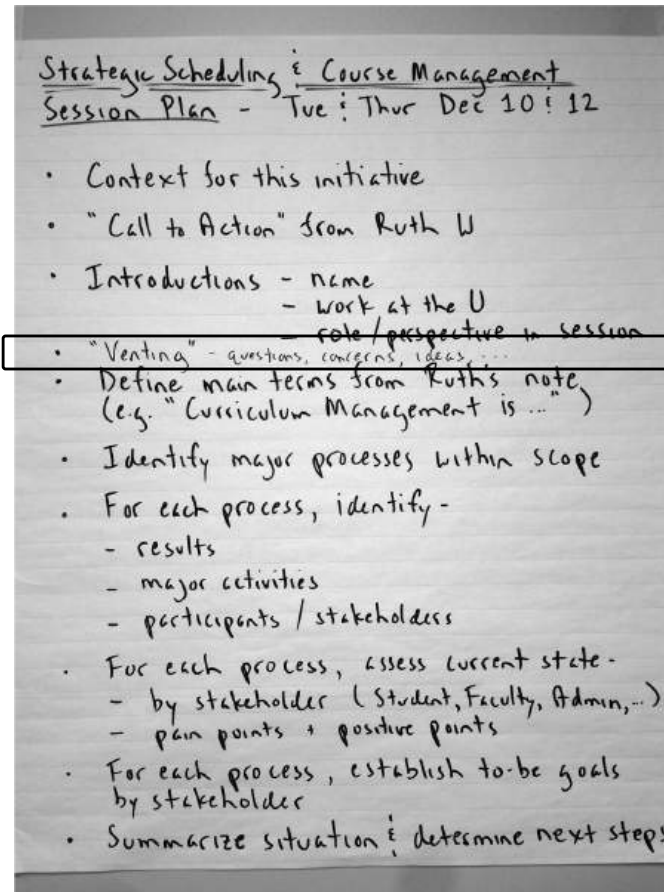 Strategic Scheduling & Course Management
Session Plan - Tue & Thur Dec 10 & 12
• Context for this initiative
• "Call to Action" from Ruth W
• Introductions - name
- work at the U
- role/perspective in session
• "Venting" - questions, concerns, ideas, ...
• Define main terms from Ruth's note
(e.g. "Curriculum Management is ...")
• Identify major processes within scope
• For each process, identify -
- results
- major activities
- participants / stakeholders
• For each process, assess current state -
- by stakeholder (Student, Faculty, Admin, ...)
- pain points + positive points
• For each process, establish to-be goals
by stakeholder
• Summarize situation & determine next steps